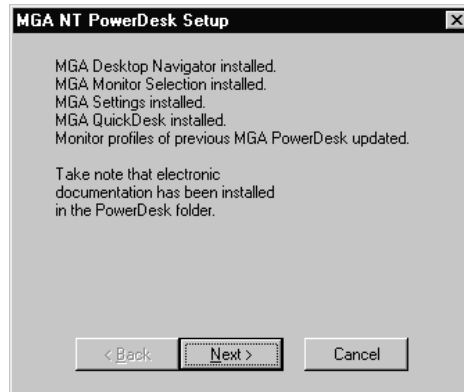 MGA NT PowerDesk Setup
MGA Desktop Navigator installed.
MGA Monitor Selection installed.
MGA Settings installed.
MGA QuickDesk installed.
Monitor profiles of previous MGA PowerDesk updated.
Take note that electronic
documentation has been installed
in the PowerDesk folder.
< Back
Next >
Cancel